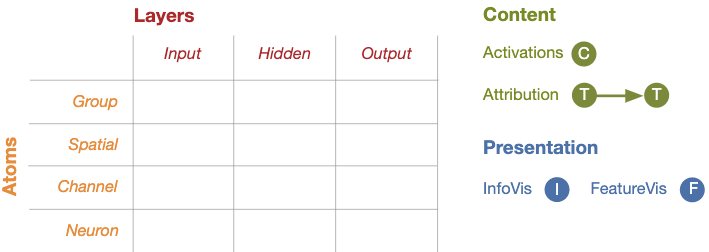 Layers
Input Hidden Output
Atoms
Group
Spatial
Channel
Neuron
Content
Activations C
Attribution T T
Presentation
InfoVis I FeatureVis F